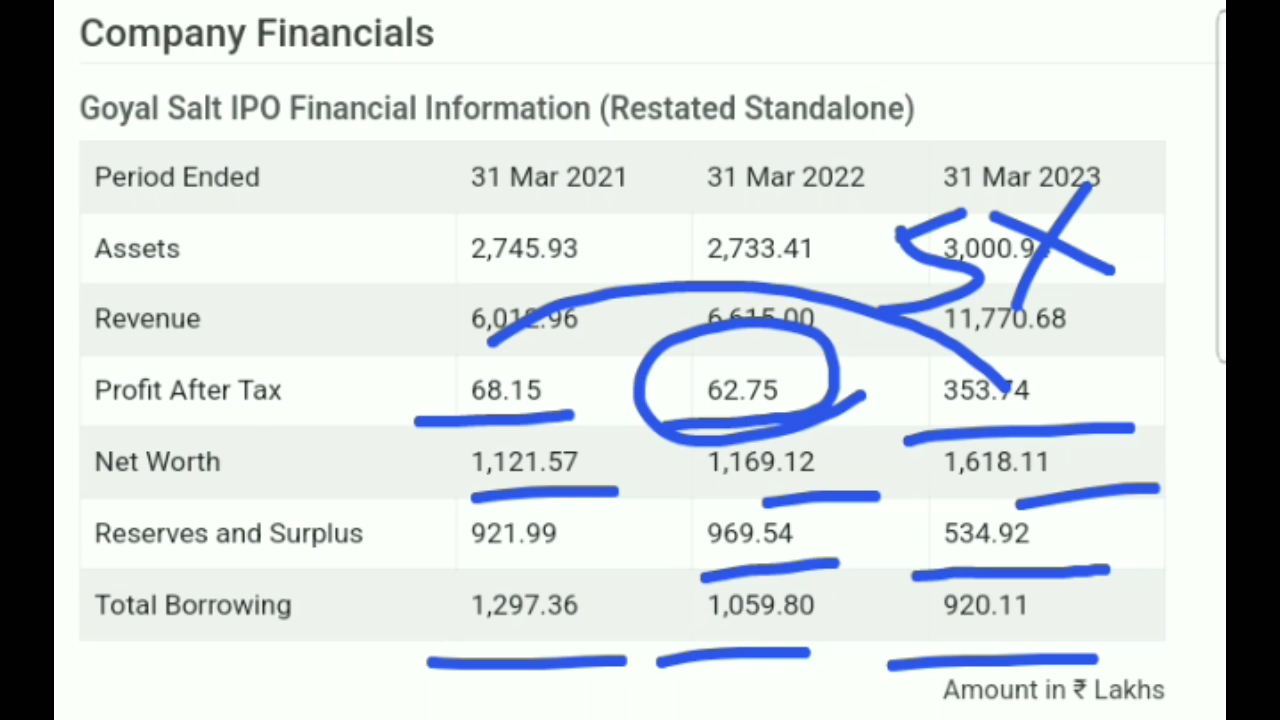 Company Financials
Goyal Salt IPO Financial Information (Restated Standalone)
Period Ended 31 Mar 2021 31 Mar 2022 31 Mar 2023
Assets 2,745.93 2,733.41
5X
Revenue 11,770.68
Profit After Tax 68.15 62.75 353.74
Net Worth 1,121.57 1,169.12 1,618.11
Reserves and Surplus 921.99 969.54 534.92
Total Borrowing 1,297.36 1,059.80 920.11
Amount in ₹ Lakhs